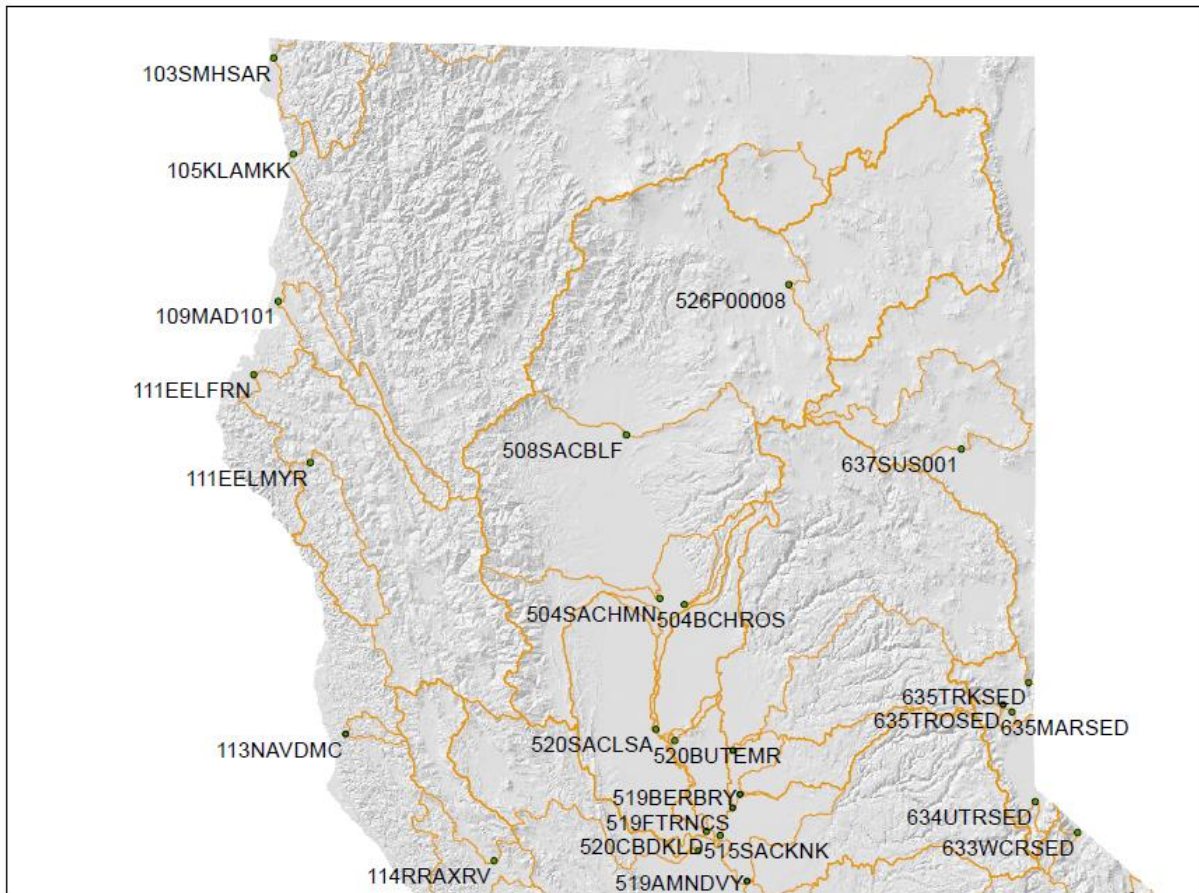 103SMHSAR
105KLAMKK
526P00008
109MAD101
111EELFRN
508SACBLF
637SUS001
111EELMYR
504SACHMN
504BCHROS
635TRKSED
635TROSED
635MARSED
113NAVDMC
520SACLSA
520BUTEMR
519BERBRY
519FTRNCS
634UTRSED
520CBDKLD
515SACKNK
633WCRSED
114RRAXRV
519AMNDVY